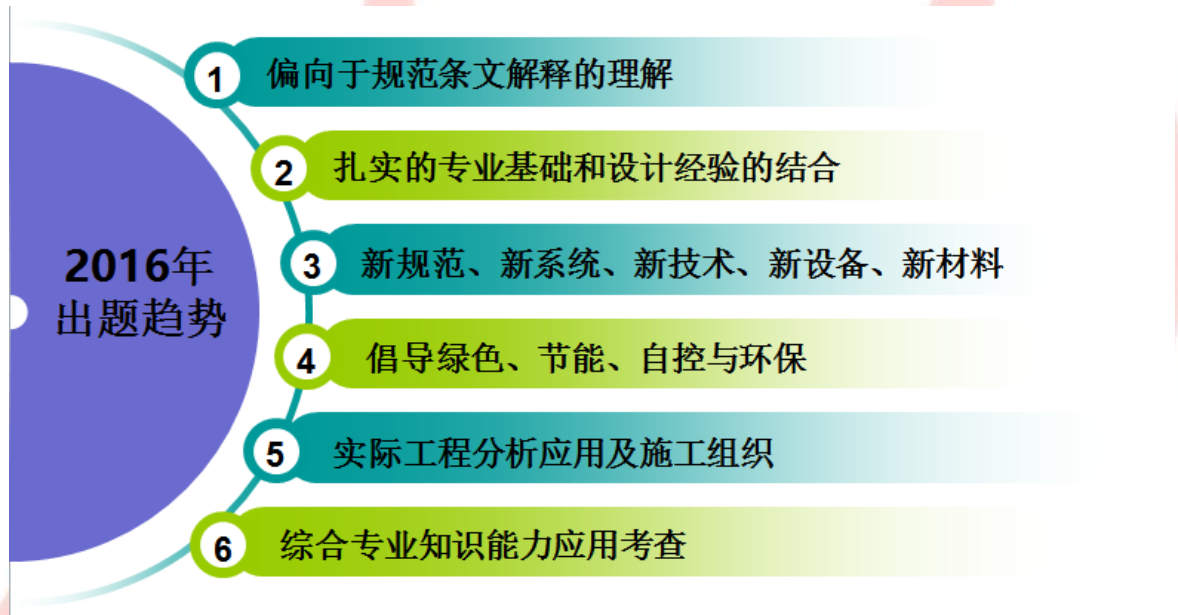 2016年
出题趋势
1
偏向于规范条文解释的理解
2
扎实的专业基础和设计经验的结合
3
新规范、新系统、新技术、新设备、新材料
4
倡导绿色、节能、自控与环保
5
实际工程分析应用及施工组织
6
综合专业知识能力应用考查